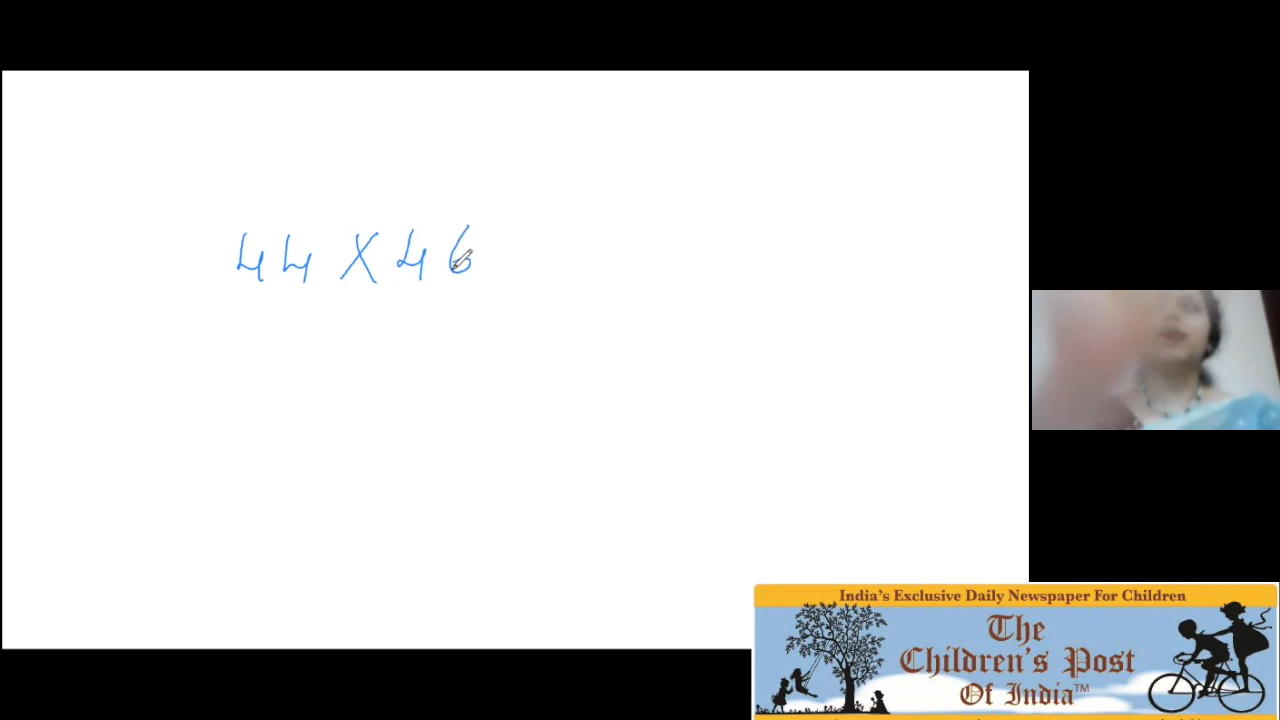 44 X 46
India's Exclusive Daily Newspaper For Children
The
Children's Post
Of India™